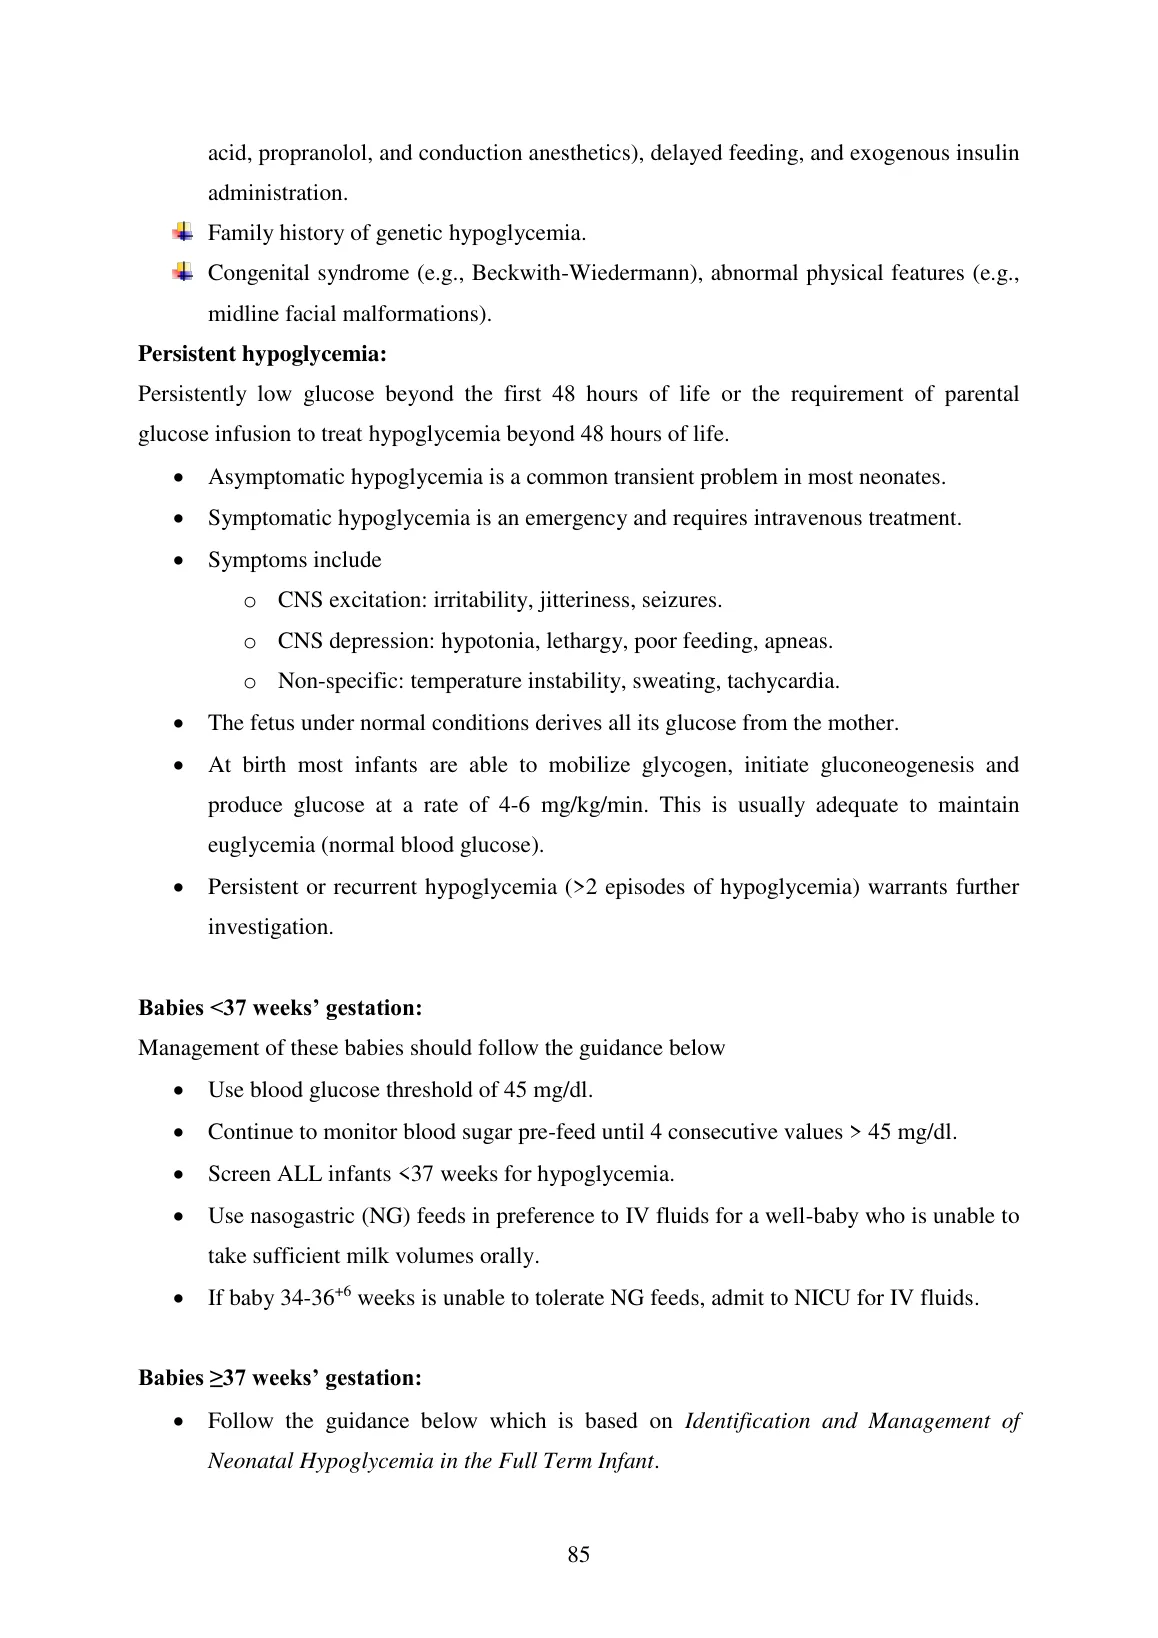 acid, propranolol, and conduction anesthetics), delayed feeding, and exogenous insulin
administration.
Family history of genetic hypoglycemia.
Congenital syndrome (e.g., Beckwith-Wiedermann), abnormal physical features (e.g.,
midline facial malformations).
Persistent hypoglycemia:
Persistently low glucose beyond the first 48 hours of life or the requirement of parental
glucose infusion to treat hypoglycemia beyond 48 hours of life.
• Asymptomatic hypoglycemia is a common transient problem in most neonates.
• Symptomatic hypoglycemia is an emergency and requires intravenous treatment.
• Symptoms include
o CNS excitation: irritability, jitteriness, seizures.
o CNS depression: hypotonia, lethargy, poor feeding, apneas.
o Non-specific: temperature instability, sweating, tachycardia.
• The fetus under normal conditions derives all its glucose from the mother.
• At birth most infants are able to mobilize glycogen, initiate gluconeogenesis and
produce glucose at a rate of 4-6 mg/kg/min. This is usually adequate to maintain
euglycemia (normal blood glucose).
• Persistent or recurrent hypoglycemia (>2 episodes of hypoglycemia) warrants further
investigation.
Babies <37 weeks’ gestation:
Management of these babies should follow the guidance below
• Use blood glucose threshold of 45 mg/dl.
• Continue to monitor blood sugar pre-feed until 4 consecutive values > 45 mg/dl.
• Screen ALL infants <37 weeks for hypoglycemia.
• Use nasogastric (NG) feeds in preference to IV fluids for a well-baby who is unable to
take sufficient milk volumes orally.
• If baby 34-36+6 weeks is unable to tolerate NG feeds, admit to NICU for IV fluids.
Babies ≥37 weeks’ gestation:
• Follow the guidance below which is based on Identification and Management of
Neonatal Hypoglycemia in the Full Term Infant.
85